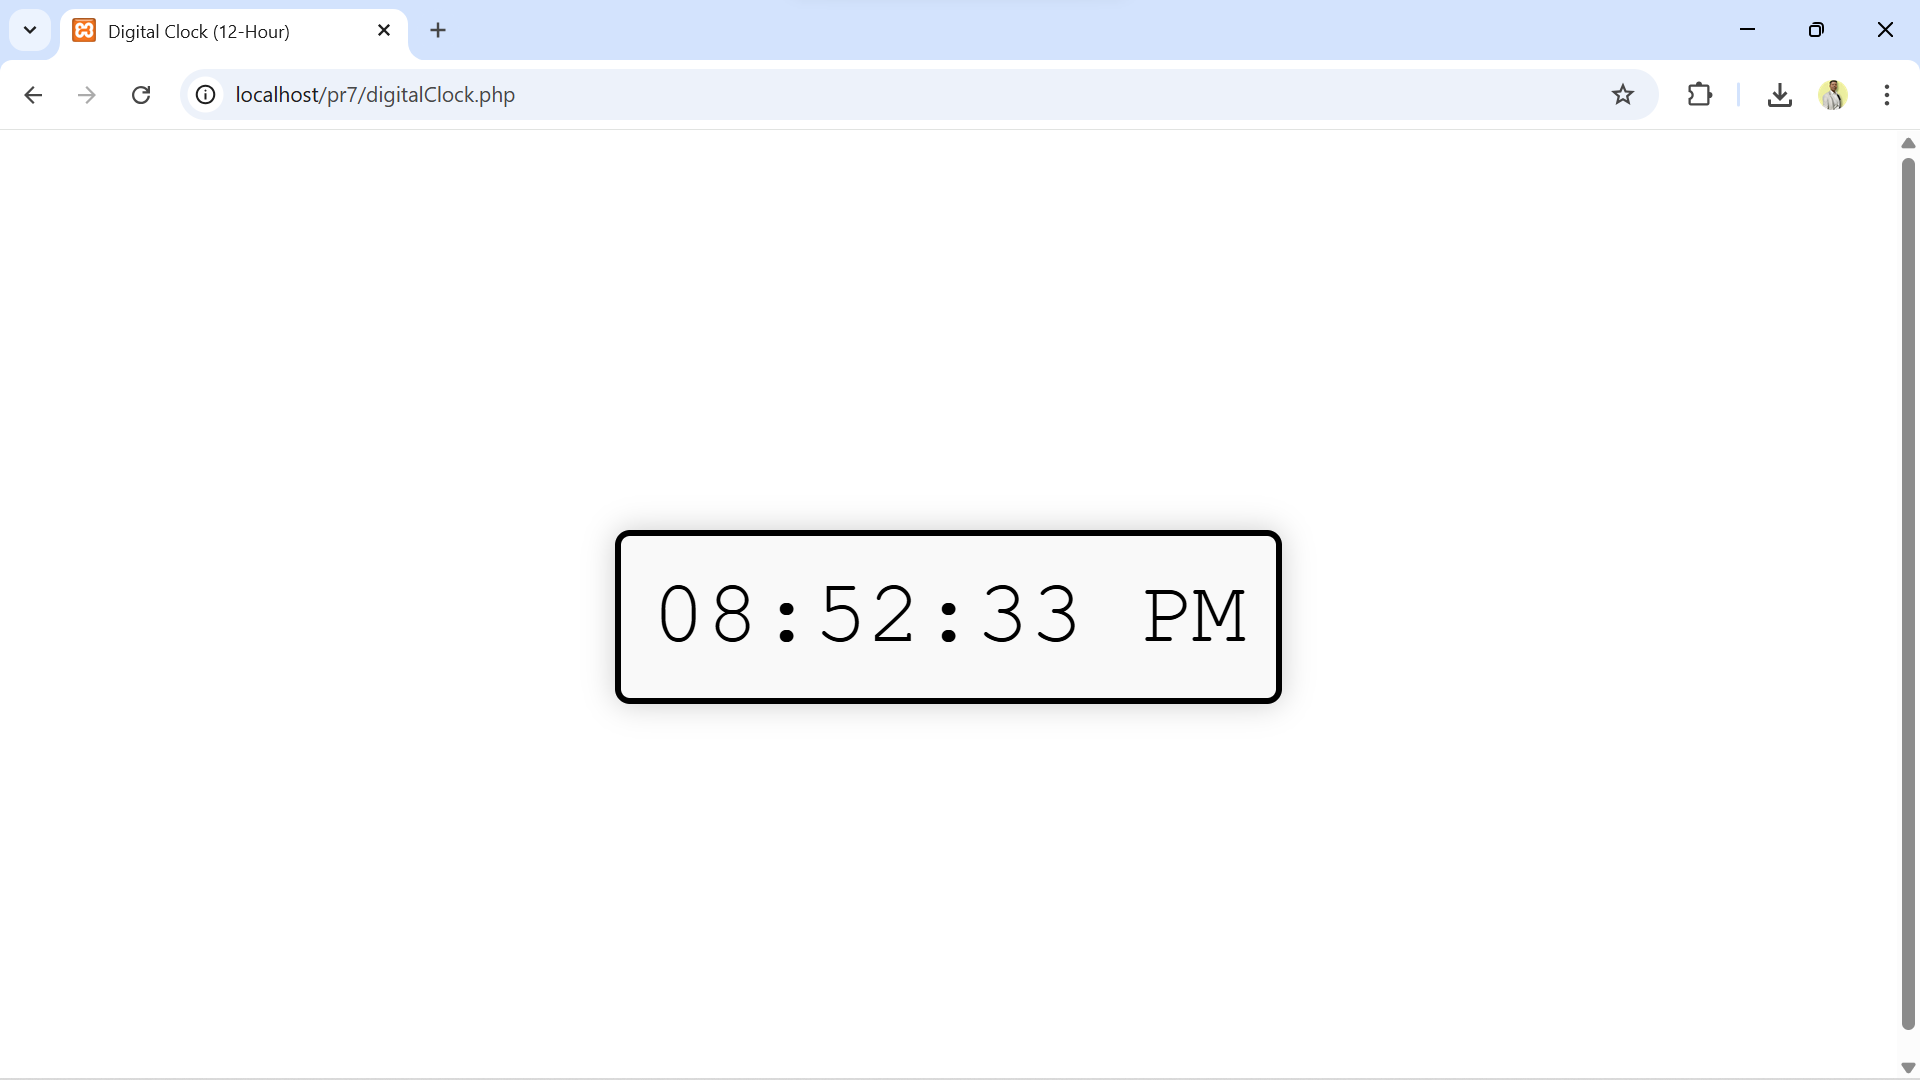 Digital Clock (12-Hour)
localhost/pr7/digitalClock.php
08:52:33 PM